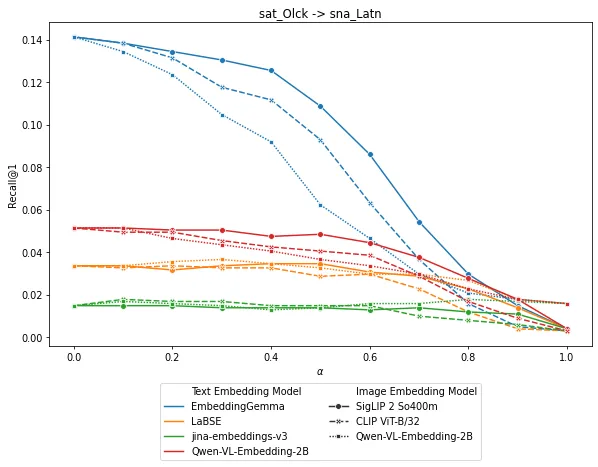 sat_Olck -> sna_Latn
0.14
0.12
0.10
0.08
0.06
0.04
0.02
0.00
Recall@1
0.0 0.2 0.4 0.6 0.8 1.0
α
Text Embedding Model Image Embedding Model
EmbeddingGemma SigLIP 2 So400m
LaBSE CLIP ViT-B/32
jina-embeddings-v3 Qwen-VL-Embedding-2B
Qwen-VL-Embedding-2B